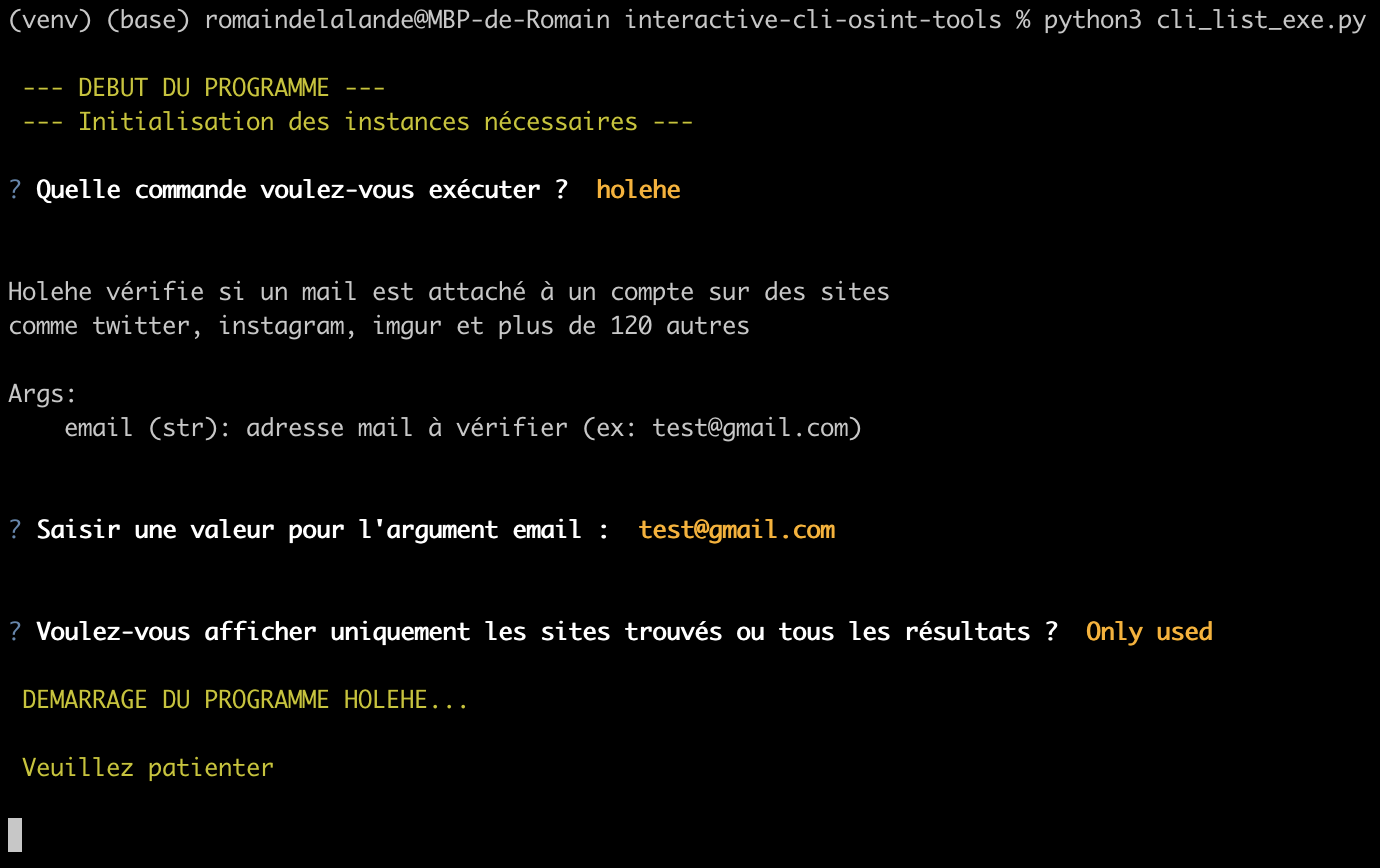 (venv) (base) romaindelalande@MBP-de-Romain interactive-cli-osint-tools % python3 cli_list_exe.py
--- DEBUT DU PROGRAMME ---
--- Initialisation des instances nécessaires ---
? Quelle commande voulez-vous exécuter ?  holehe
Holehe vérifie si un mail est attaché à un compte sur des sites
comme twitter, instagram, imgur et plus de 120 autres
Args:
    email (str): adresse mail à vérifier (ex: test@gmail.com)
? Saisir une valeur pour l'argument email :  test@gmail.com
? Voulez-vous afficher uniquement les sites trouvés ou tous les résultats ?  Only used
DEMARRAGE DU PROGRAMME HOLEHE...
Veuillez patienter